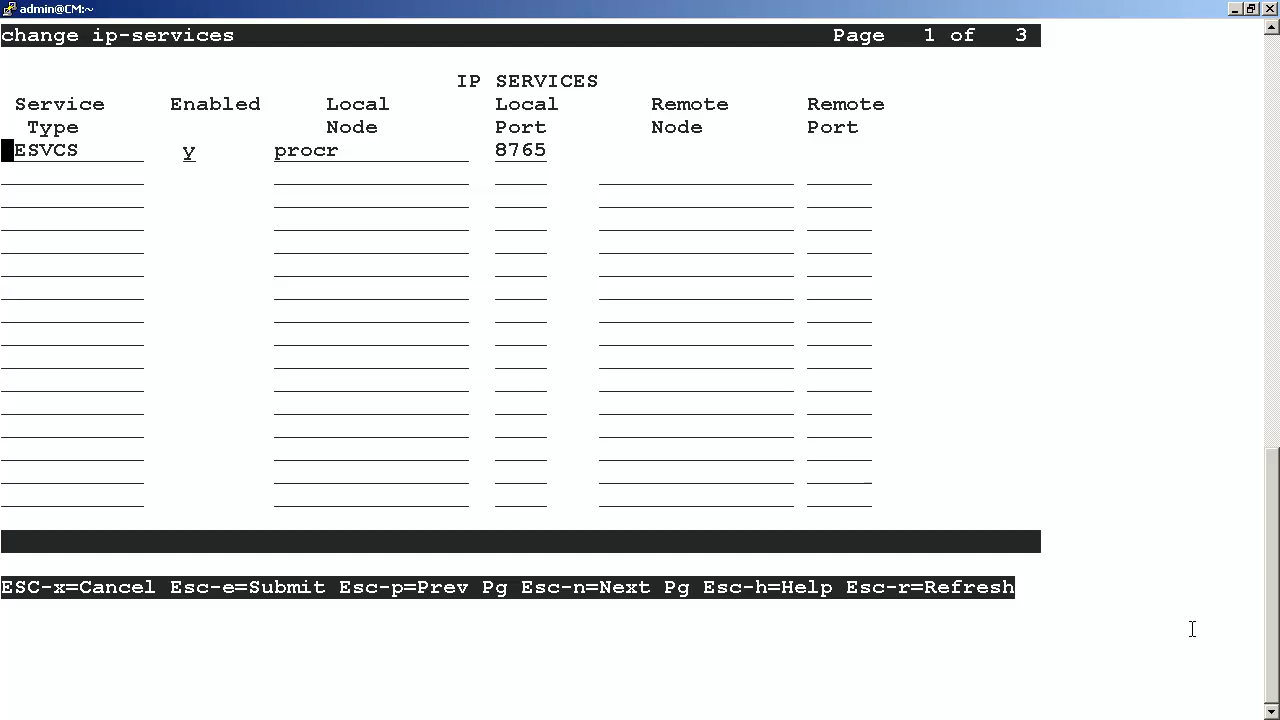 admin@CM:~
change ip-services Page 1 of 3
IP SERVICES
Service Enabled Local Local Remote Remote
Type Node Port Node Port
ESVCS y procr 8765
ESC-x=Cancel Esc-e=Submit Esc-p=Prev Pg Esc-n=Next Pg Esc-h=Help Esc-r=Refresh